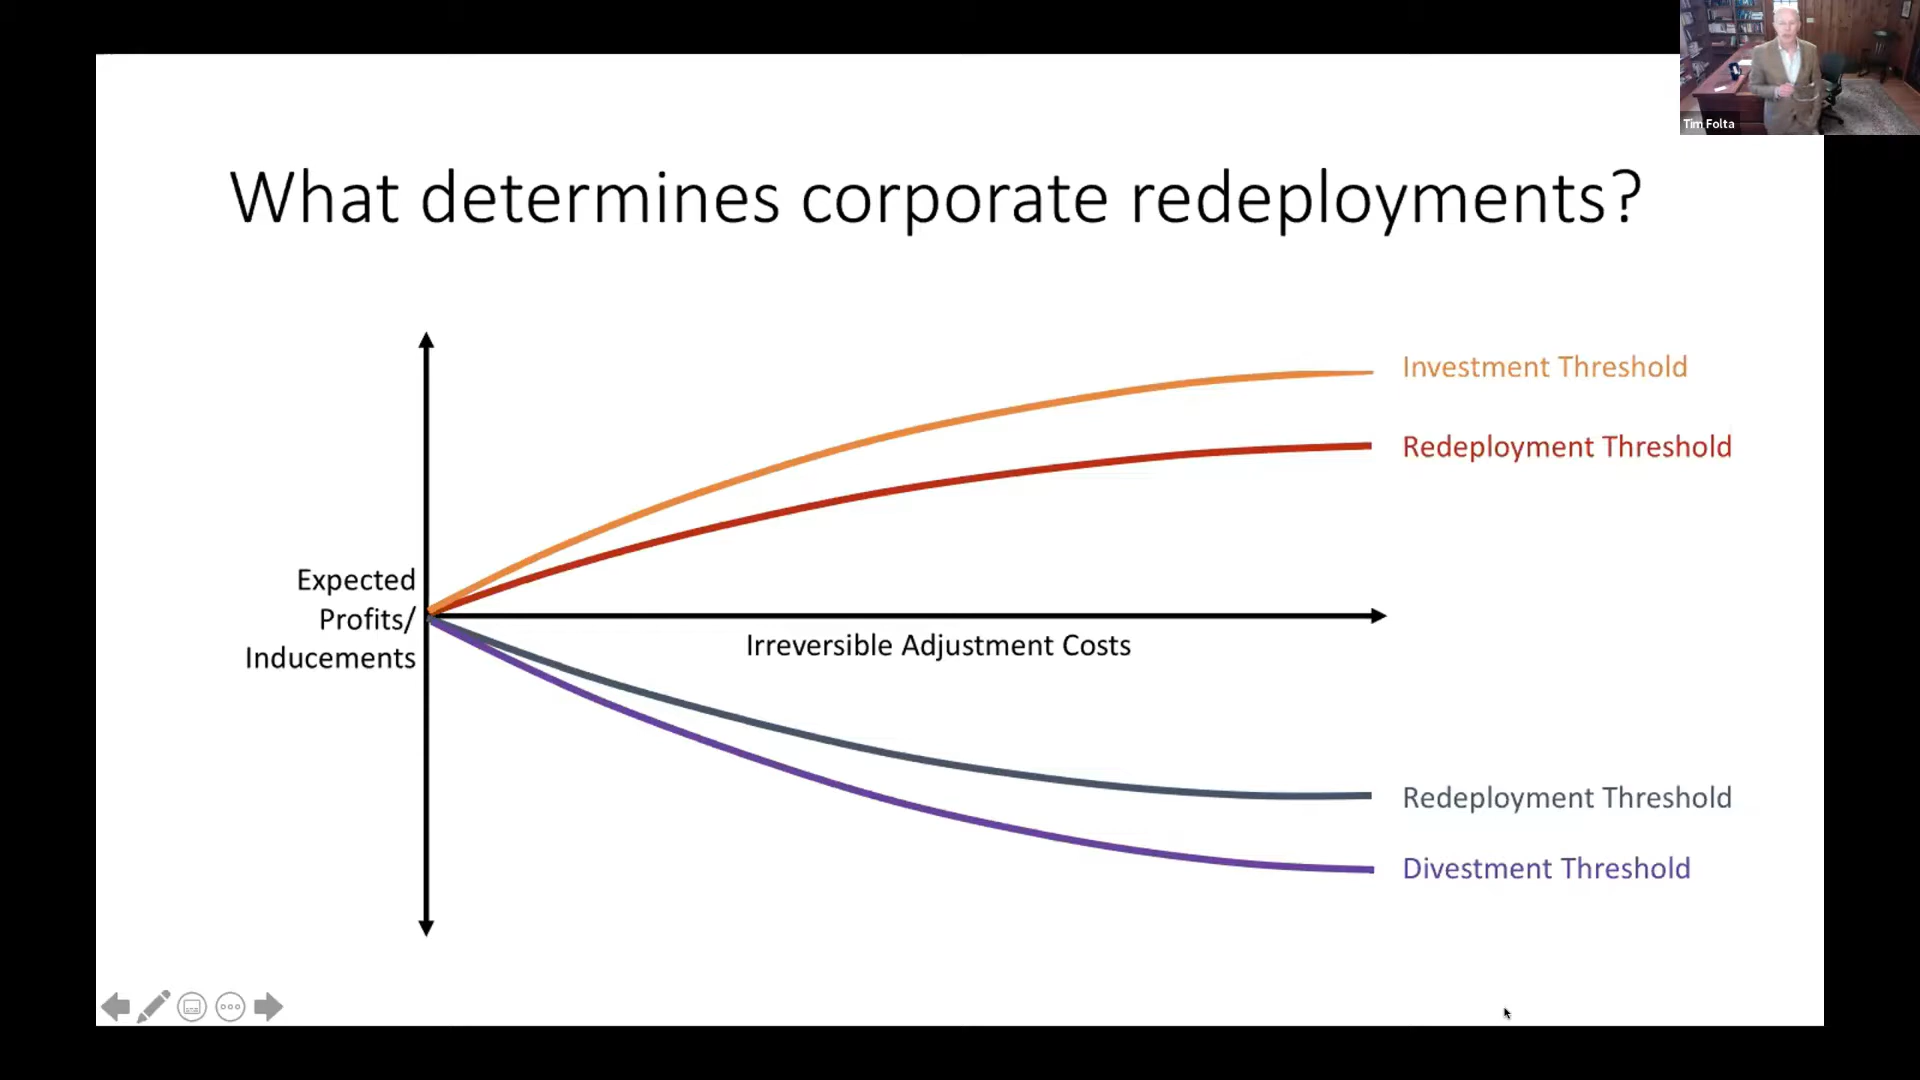 Tim Folta
What determines corporate redeployments?
Investment Threshold
Redeployment Threshold
Expected
Profits/
Inducements
Irreversible Adjustment Costs
Redeployment Threshold
Divestment Threshold